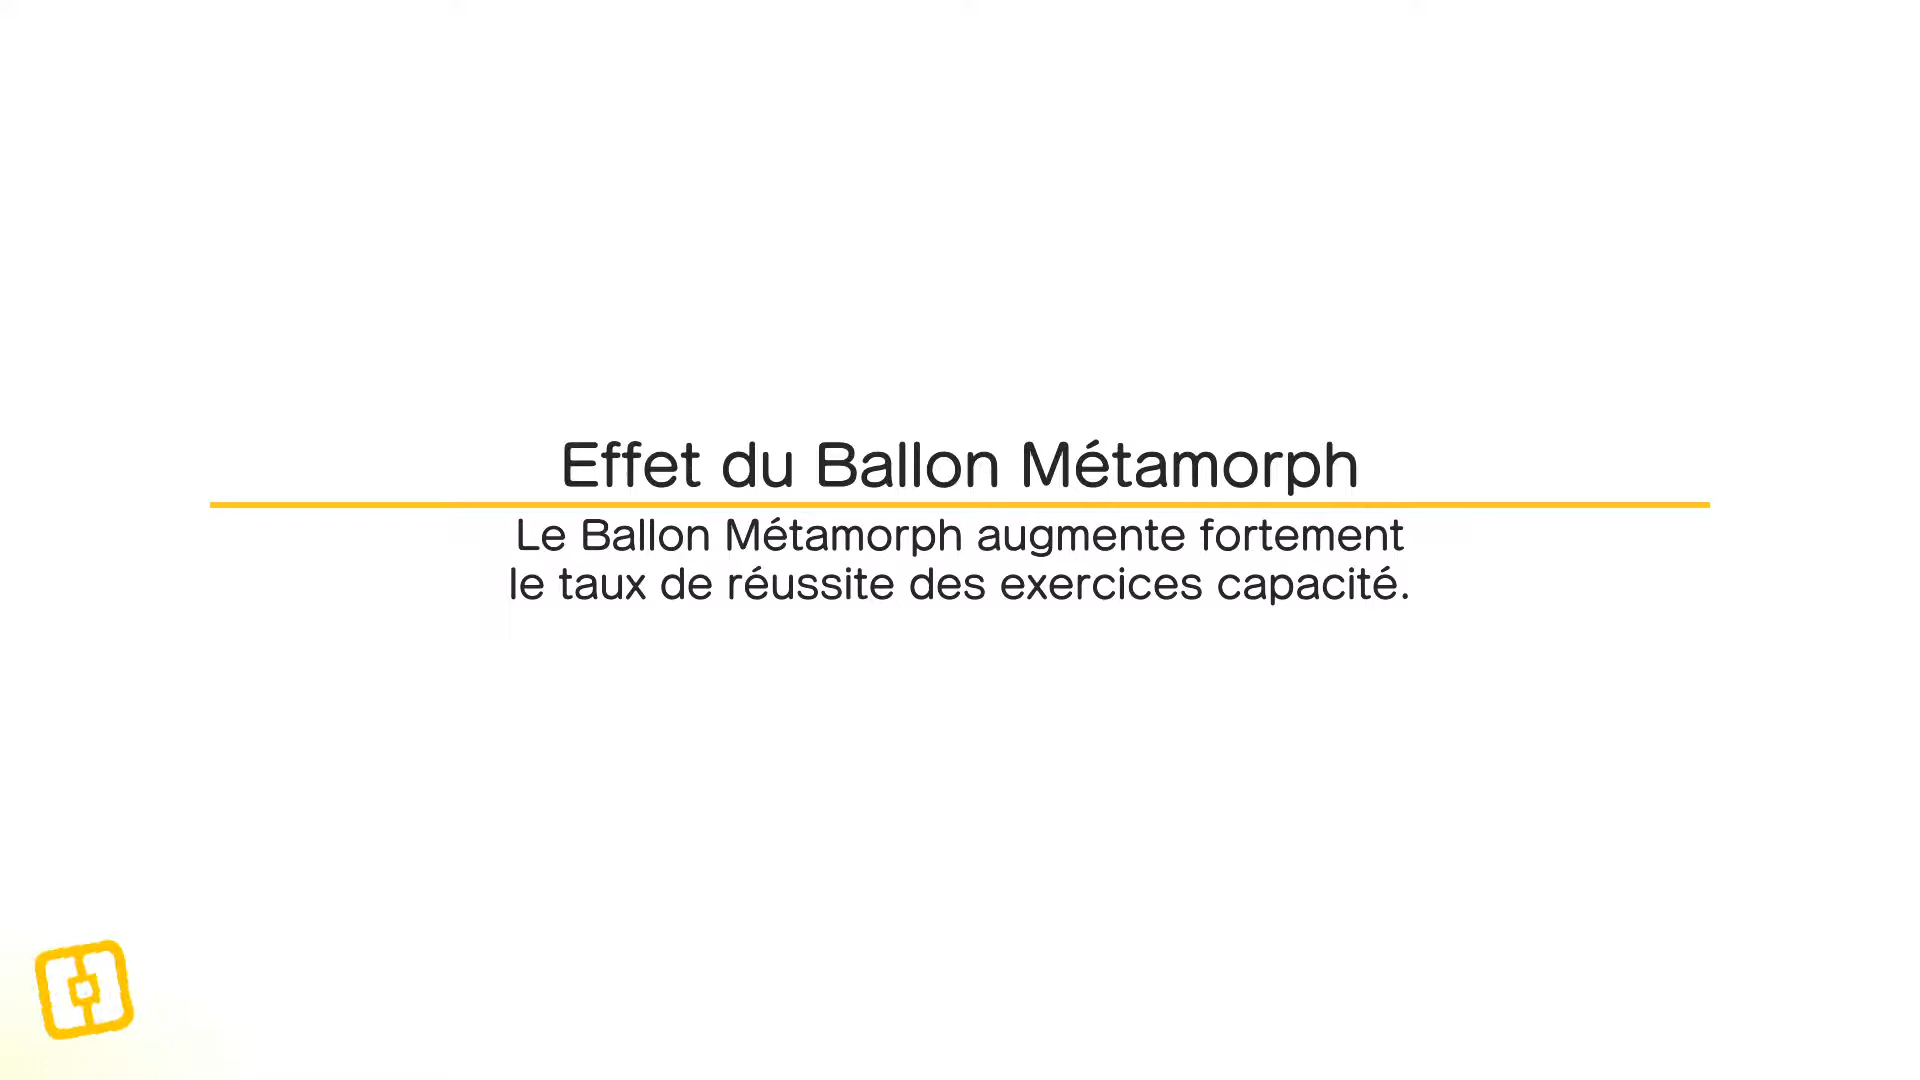 Effet du Ballon Métamorph
Le Ballon Métamorph augmente fortement
le taux de réussite des exercices capacité.